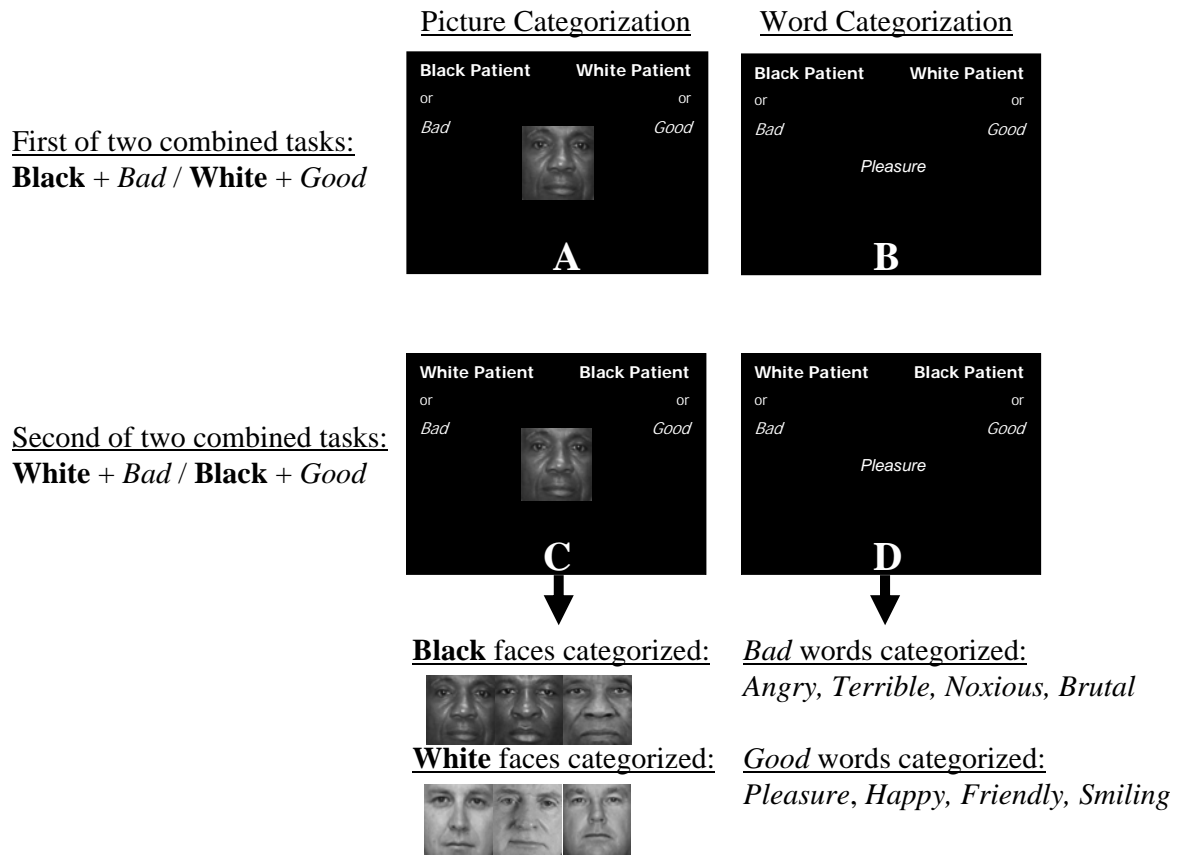 Picture Categorization
Word Categorization
First of two combined tasks:
Black + Bad / White + Good
Black Patient White Patient
or or
Bad Good
A
Black Patient White Patient
or or
Bad Good
Pleasure
B
Second of two combined tasks:
White + Bad / Black + Good
White Patient Black Patient
or or
Bad Good
C
White Patient Black Patient
or or
Bad Good
Pleasure
D
Black faces categorized:
White faces categorized:
Bad words categorized:
Angry, Terrible, Noxious, Brutal
Good words categorized:
Pleasure, Happy, Friendly, Smiling